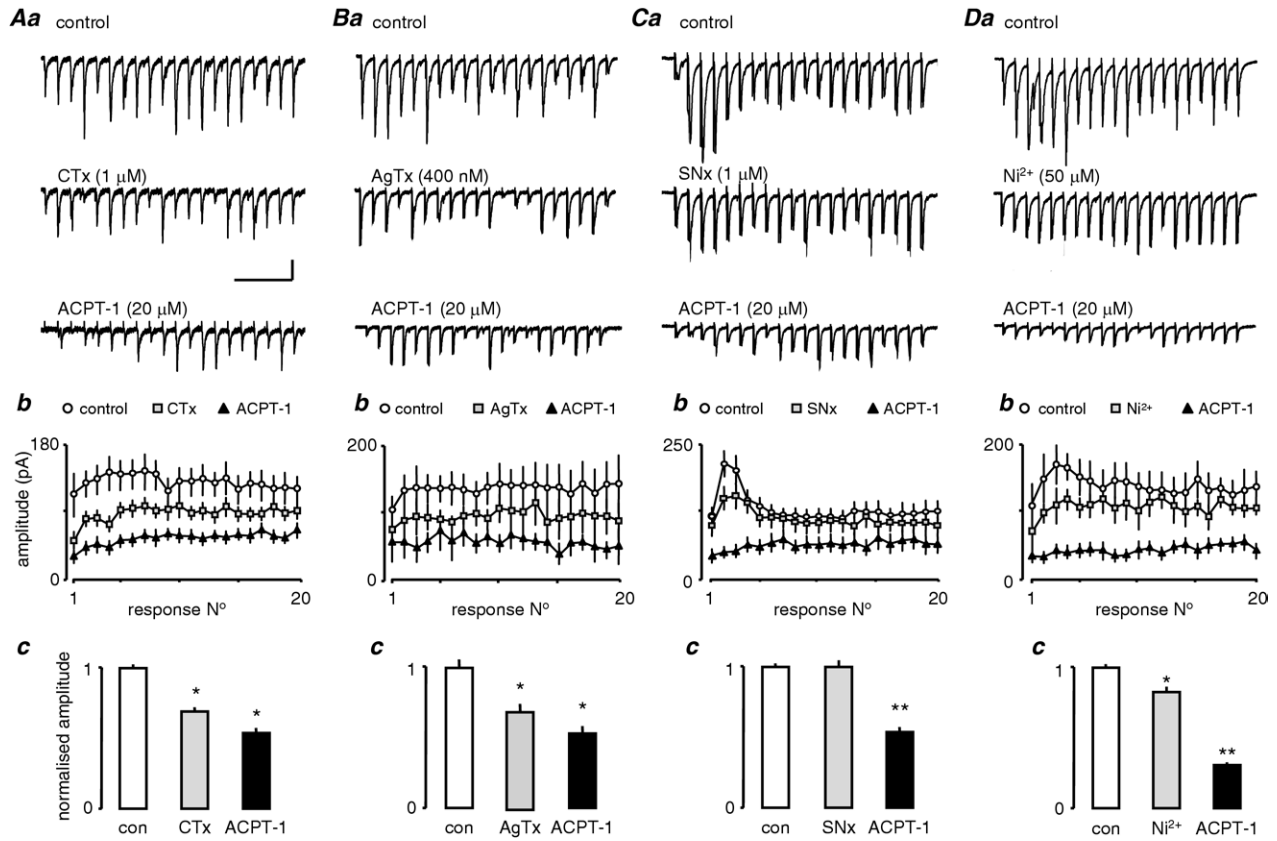 Aa control Ba control Ca control Da control
CTx (1 μM) AgTx (400 nM) SNx (1 μM) Ni²⁺ (50 μM)
ACPT-1 (20 μM) ACPT-1 (20 μM) ACPT-1 (20 μM) ACPT-1 (20 μM)
b control CTx ACPT-1 b control AgTx ACPT-1 b control SNx ACPT-1 b control Ni²⁺ ACPT-1
180 200 250 200
amplitude (pA)
0 0 0 0
1 20 1 20 1 20 1 20
response Nº response Nº response Nº response Nº
c c c c
1 1 1 1
normalised amplitude
* * * * ** * **
0 0 0 0
con CTx ACPT-1 con AgTx ACPT-1 con SNx ACPT-1 con Ni²⁺ ACPT-1